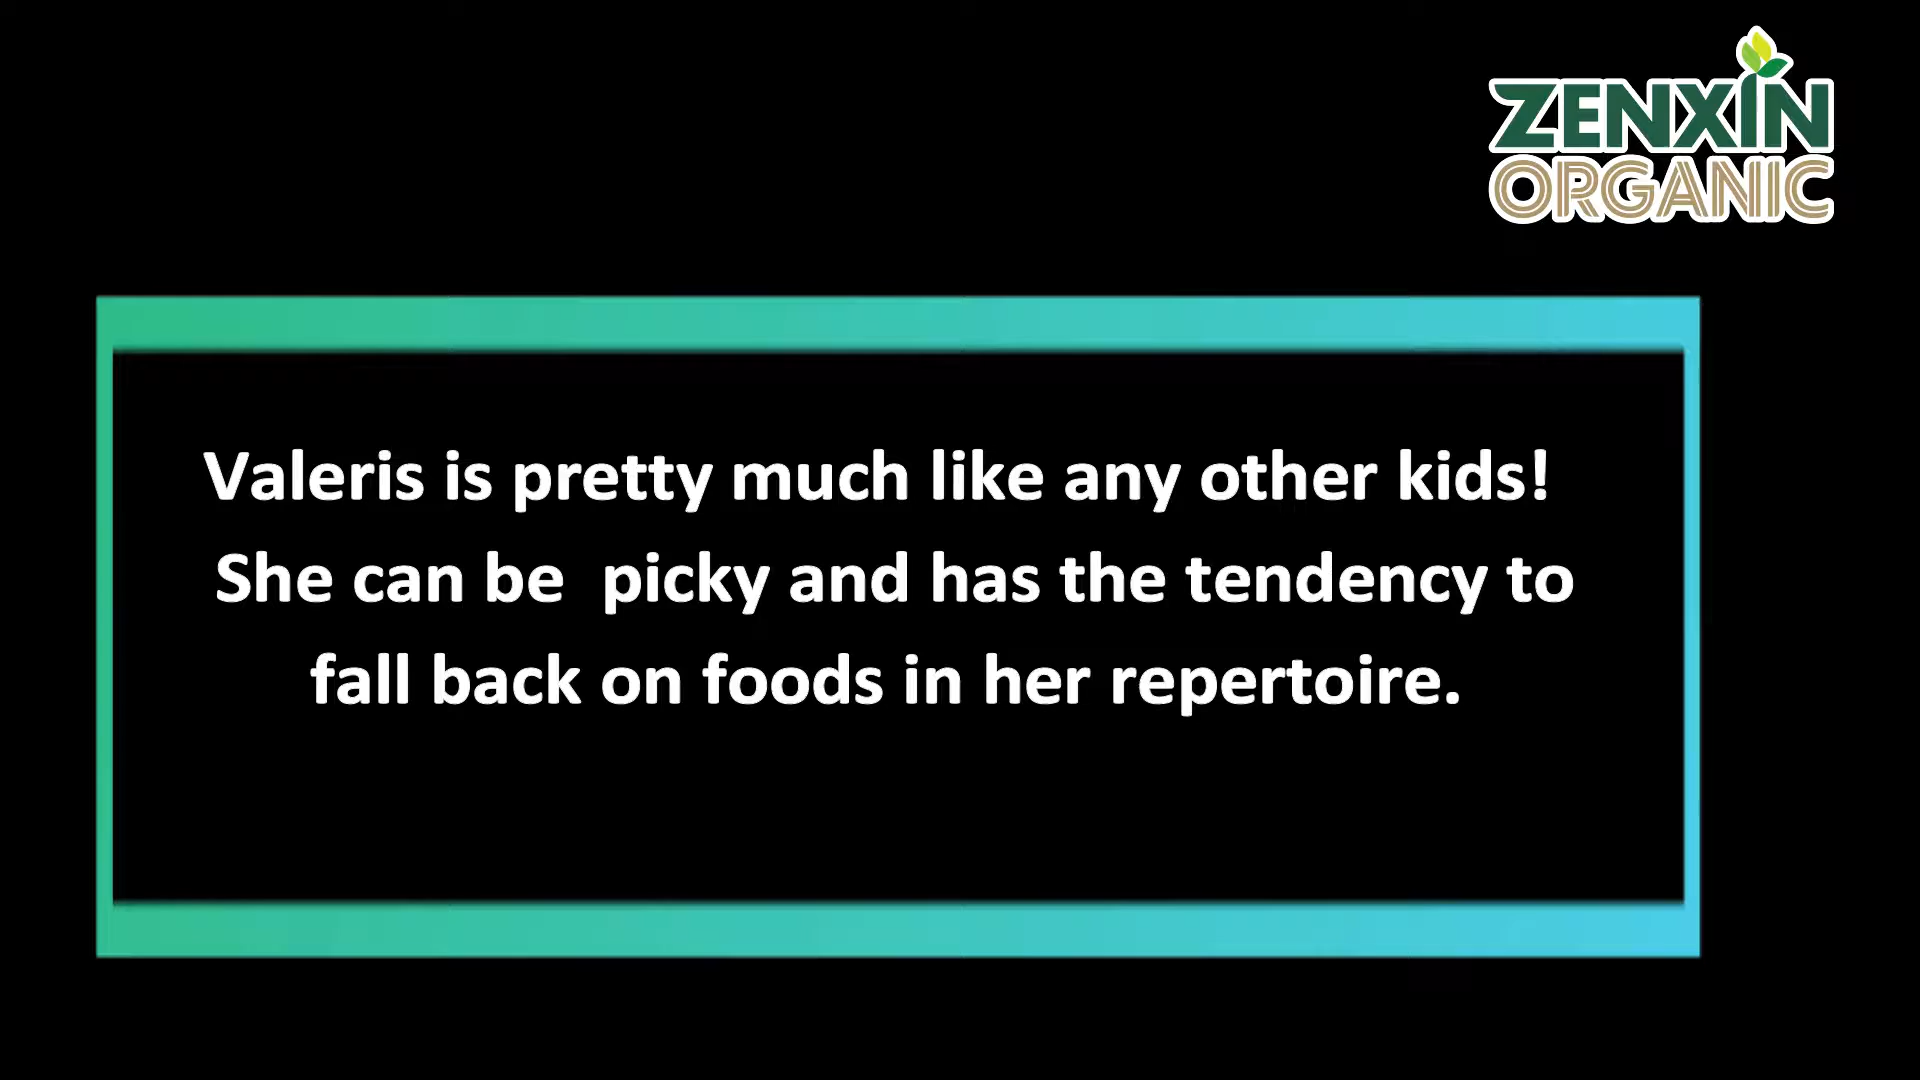 ZENXIN
ORGANIC
Valeris is pretty much like any other kids!
She can be  picky and has the tendency to
fall back on foods in her repertoire.